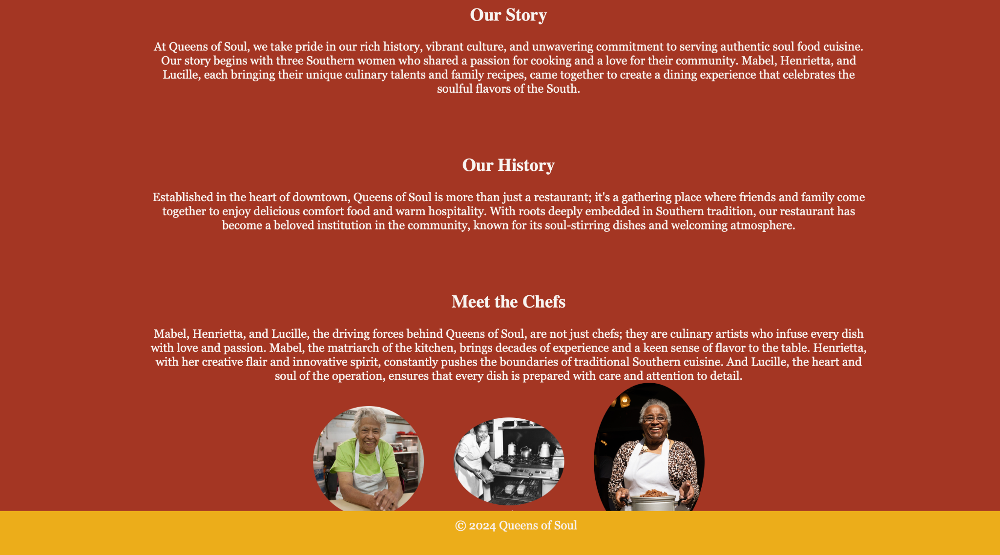 Our Story
At Queens of Soul, we take pride in our rich history, vibrant culture, and unwavering commitment to serving authentic soul food cuisine.
Our story begins with three Southern women who shared a passion for cooking and a love for their community. Mabel, Henrietta, and
Lucille, each bringing their unique culinary talents and family recipes, came together to create a dining experience that celebrates the
soulful flavors of the South.
Our History
Established in the heart of downtown, Queens of Soul is more than just a restaurant; it's a gathering place where friends and family come
together to enjoy delicious comfort food and warm hospitality. With roots deeply embedded in Southern tradition, our restaurant has
become a beloved institution in the community, known for its soul-stirring dishes and welcoming atmosphere.
Meet the Chefs
Mabel, Henrietta, and Lucille, the driving forces behind Queens of Soul, are not just chefs; they are culinary artists who infuse every dish
with love and passion. Mabel, the matriarch of the kitchen, brings decades of experience and a keen sense of flavor to the table. Henrietta,
with her creative flair and innovative spirit, constantly pushes the boundaries of traditional Southern cuisine. And Lucille, the heart and
soul of the operation, ensures that every dish is prepared with care and attention to detail.
© 2024 Queens of Soul